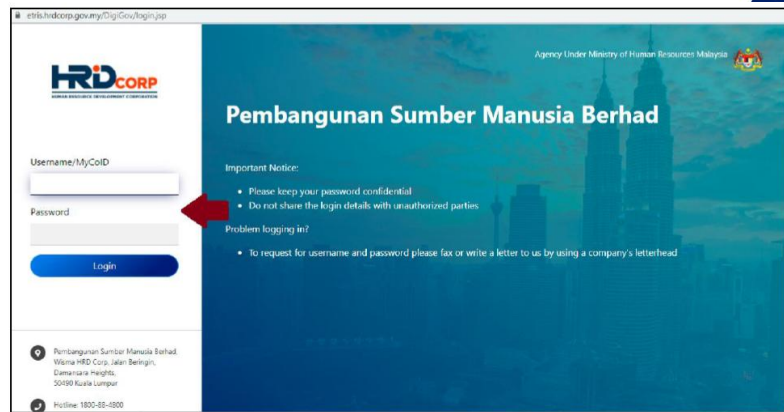 etris.hrdcorp.gov.my/DigiGov/login.jsp
HRD CORP
HUMAN RESOURCE DEVELOPMENT CORPORATION
Agency Under Ministry of Human Resources Malaysia
Pembangunan Sumber Manusia Berhad
Username/MyCoID
Password
Login
Important Notice:
• Please keep your password confidential
• Do not share the login details with unauthorized parties
Problem logging in?
• To request for username and password please fax or write a letter to us by using a company's letterhead
Pembangunan Sumber Manusia Berhad,
Wisma HRD Corp, Jalan Beringin,
Damansara Heights,
50490 Kuala Lumpur
Hotline: 1800-88-4800